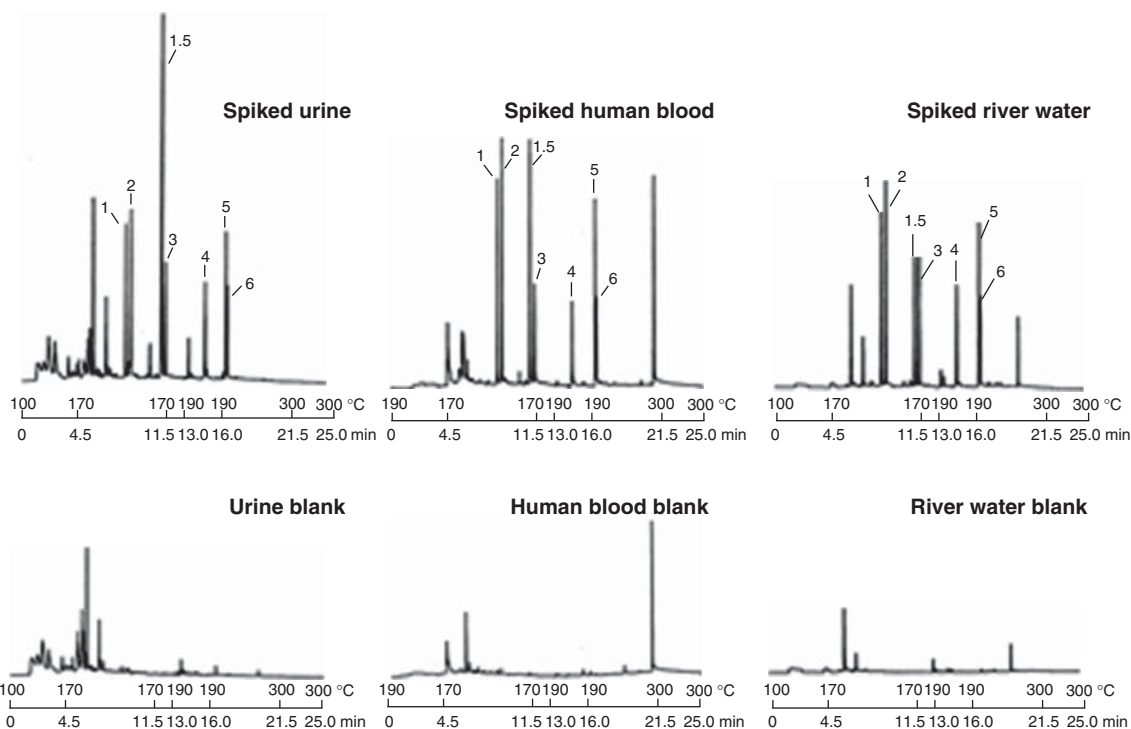 1.5
Spiked urine
2
1
3
5
4
6
100 170 170 190 190 300 300 °C
0 4.5 11.5 13.0 16.0 21.5 25.0 min
Spiked human blood
1
2
1.5
5
3
4
6
190 170 170 190 190 300 300 °C
0 4.5 11.5 13.0 16.0 21.5 25.0 min
Spiked river water
1
2
1.5
5
3
4
6
100 170 170 190 190 300 300 °C
0 4.5 11.5 13.0 16.0 21.5 25.0 min
Urine blank
100 170 170 190 190 300 300 °C
0 4.5 11.5 13.0 16.0 21.5 25.0 min
Human blood blank
190 170 170 190 190 300 300 °C
0 4.5 11.5 13.0 16.0 21.5 25.0 min
River water blank
100 170 170 190 190 300 300 °C
0 4.5 11.5 13.0 16.0 21.5 25.0 min